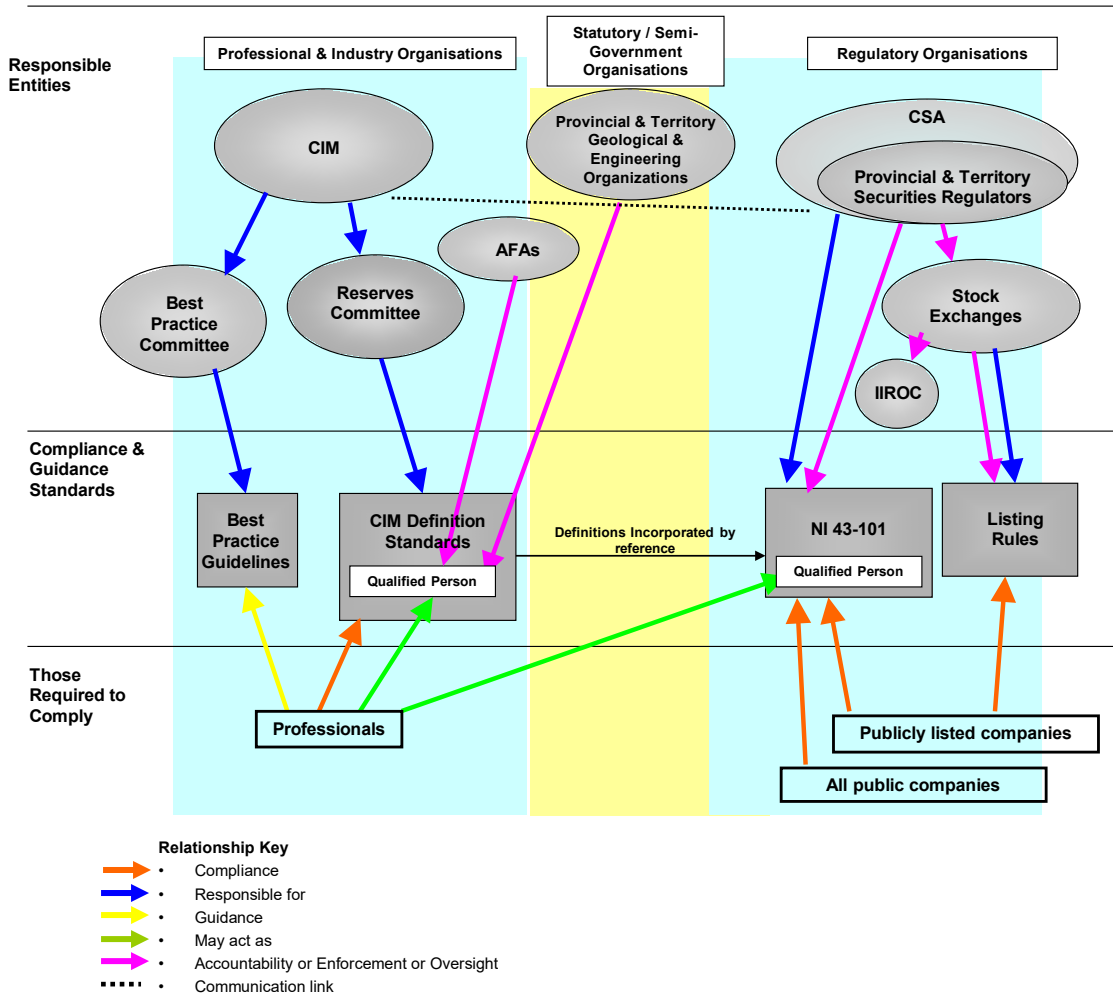 Responsible
Entities
Professional & Industry Organisations
Statutory / Semi-
Government
Organisations
Regulatory Organisations
CIM
Provincial & Territory
Geological &
Engineering
Organizations
CSA
Provincial & Territory
Securities Regulators
AFAs
Best
Practice
Committee
Reserves
Committee
Stock
Exchanges
IIROC
Compliance &
Guidance
Standards
Best
Practice
Guidelines
CIM Definition
Standards
Qualified Person
Definitions Incorporated by
reference
NI 43-101
Qualified Person
Listing
Rules
Those
Required to
Comply
Professionals
Publicly listed companies
All public companies
Relationship Key
• Compliance
• Responsible for
• Guidance
• May act as
• Accountability or Enforcement or Oversight
• Communication link